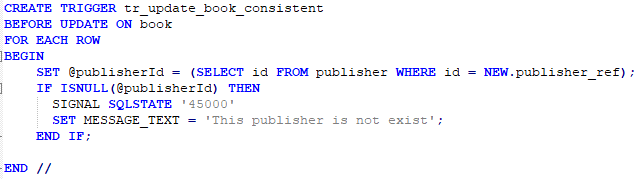 CREATE TRIGGER tr_update_book_consistent
BEFORE UPDATE ON book
FOR EACH ROW
BEGIN
SET @publisherId = (SELECT id FROM publisher WHERE id = NEW.publisher_ref);
IF ISNULL(@publisherId) THEN
SIGNAL SQLSTATE '45000'
SET MESSAGE_TEXT = 'This publisher is not exist';
END IF;
END //